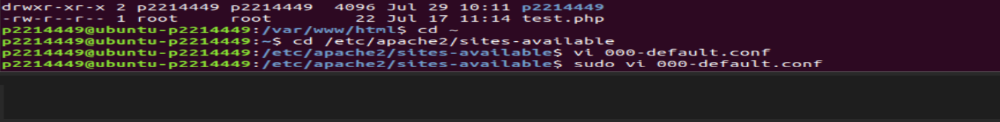 drwxr-xr-x 2 p2214449 p2214449  4096 Jul 29 10:11 p2214449
-rw-r--r-- 1 root     root        22 Jul 17 11:14 test.php
p2214449@ubuntu-p2214449:/var/www/html$ cd ~
p2214449@ubuntu-p2214449:~$ cd /etc/apache2/sites-available
p2214449@ubuntu-p2214449:/etc/apache2/sites-available$ vi 000-default.conf
p2214449@ubuntu-p2214449:/etc/apache2/sites-available$ sudo vi 000-default.conf